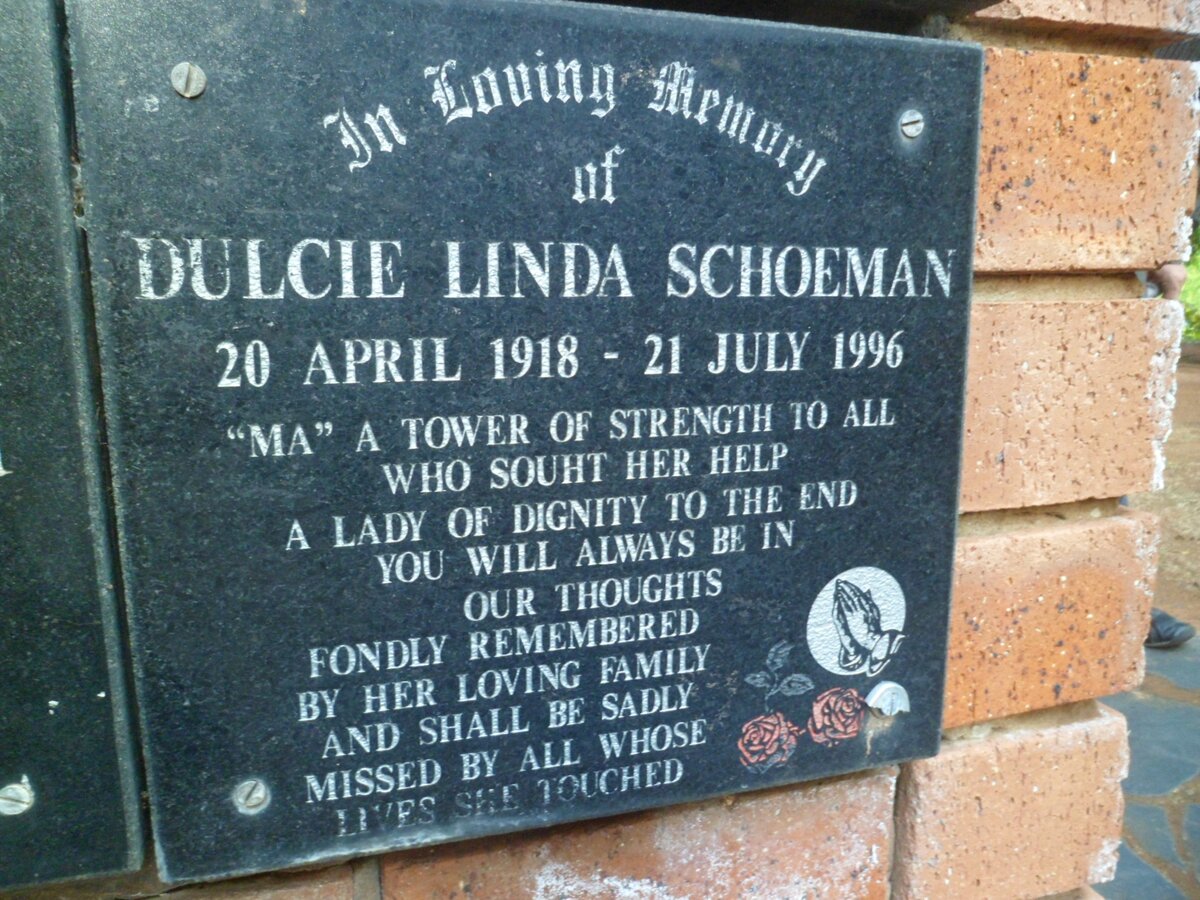 In Loving Memory
of
DULCIE LINDA SCHOEMAN
20 APRIL 1918 - 21 JULY 1996
“MA” A TOWER OF STRENGTH TO ALL
WHO SOUHT HER HELP
A LADY OF DIGNITY TO THE END
YOU WILL ALWAYS BE IN
OUR THOUGHTS
FONDLY REMEMBERED
BY HER LOVING FAMILY
AND SHALL BE SADLY
MISSED BY ALL WHOSE
LIVES SHE TOUCHED